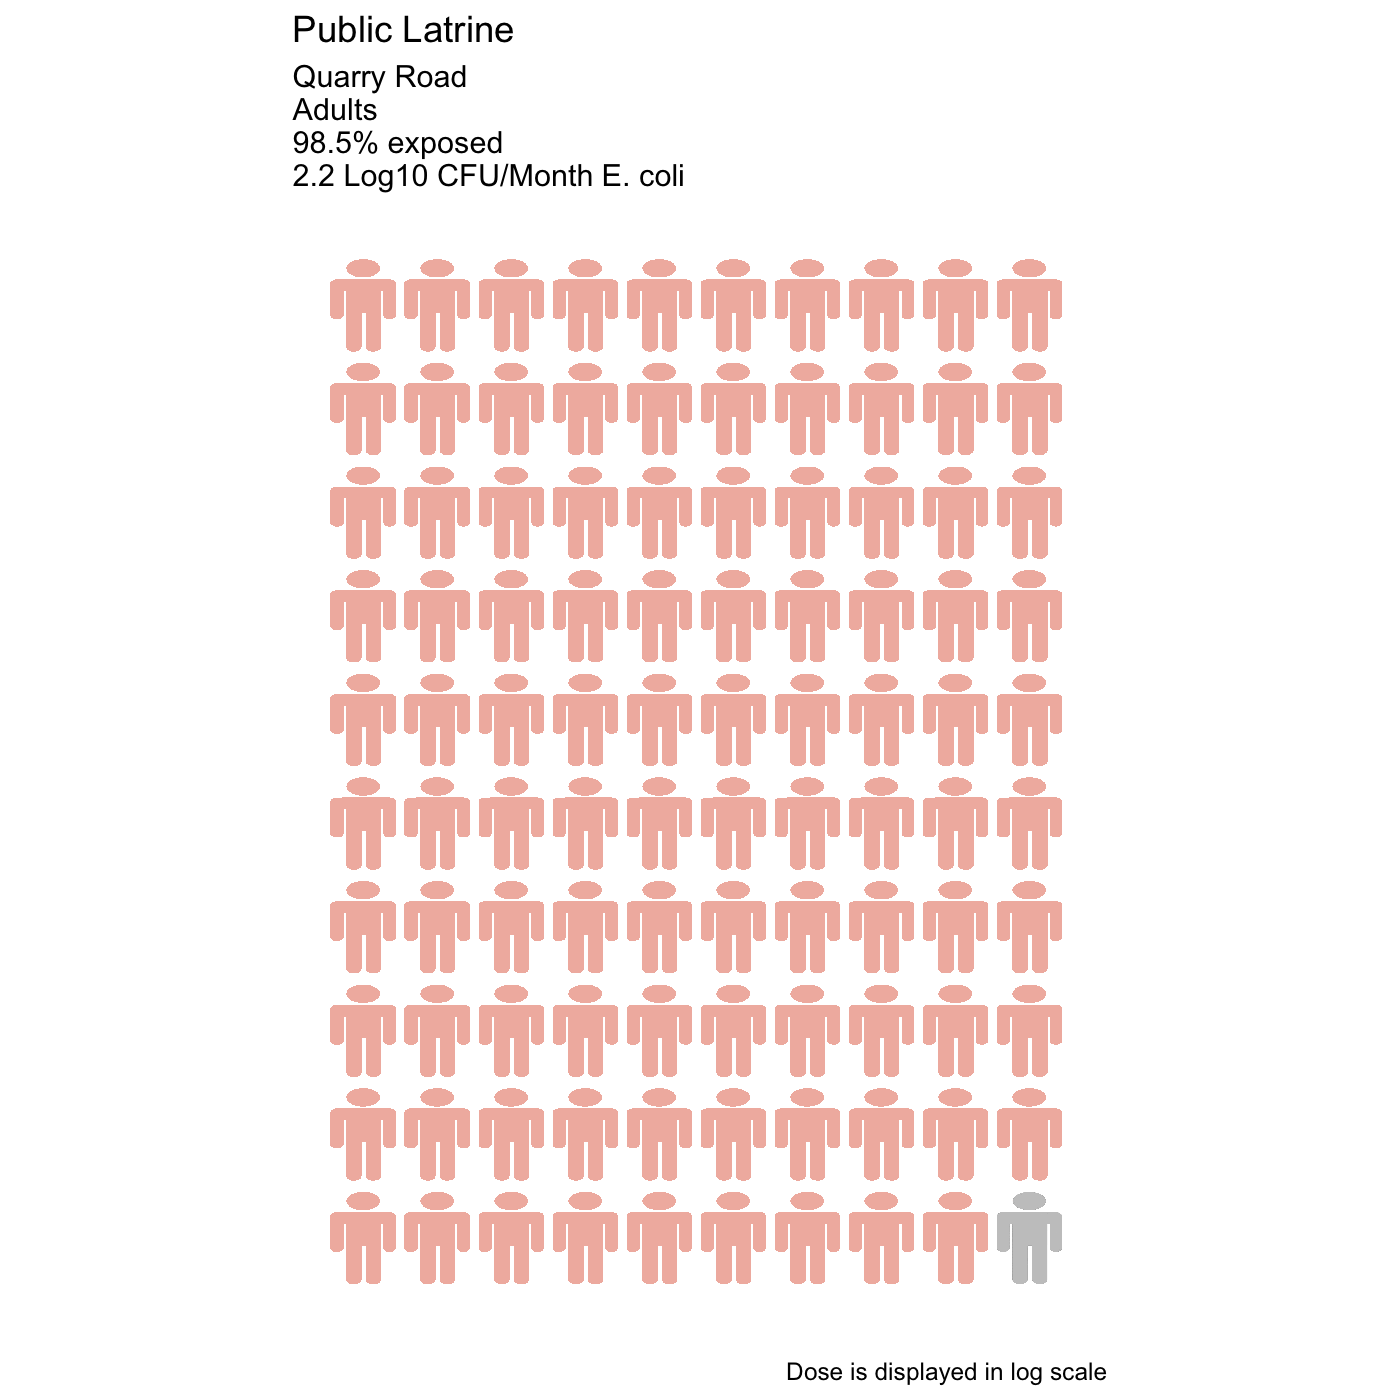 Public Latrine
Quarry Road
Adults
98.5% exposed
2.2 Log10 CFU/Month E. coli
Dose is displayed in log scale